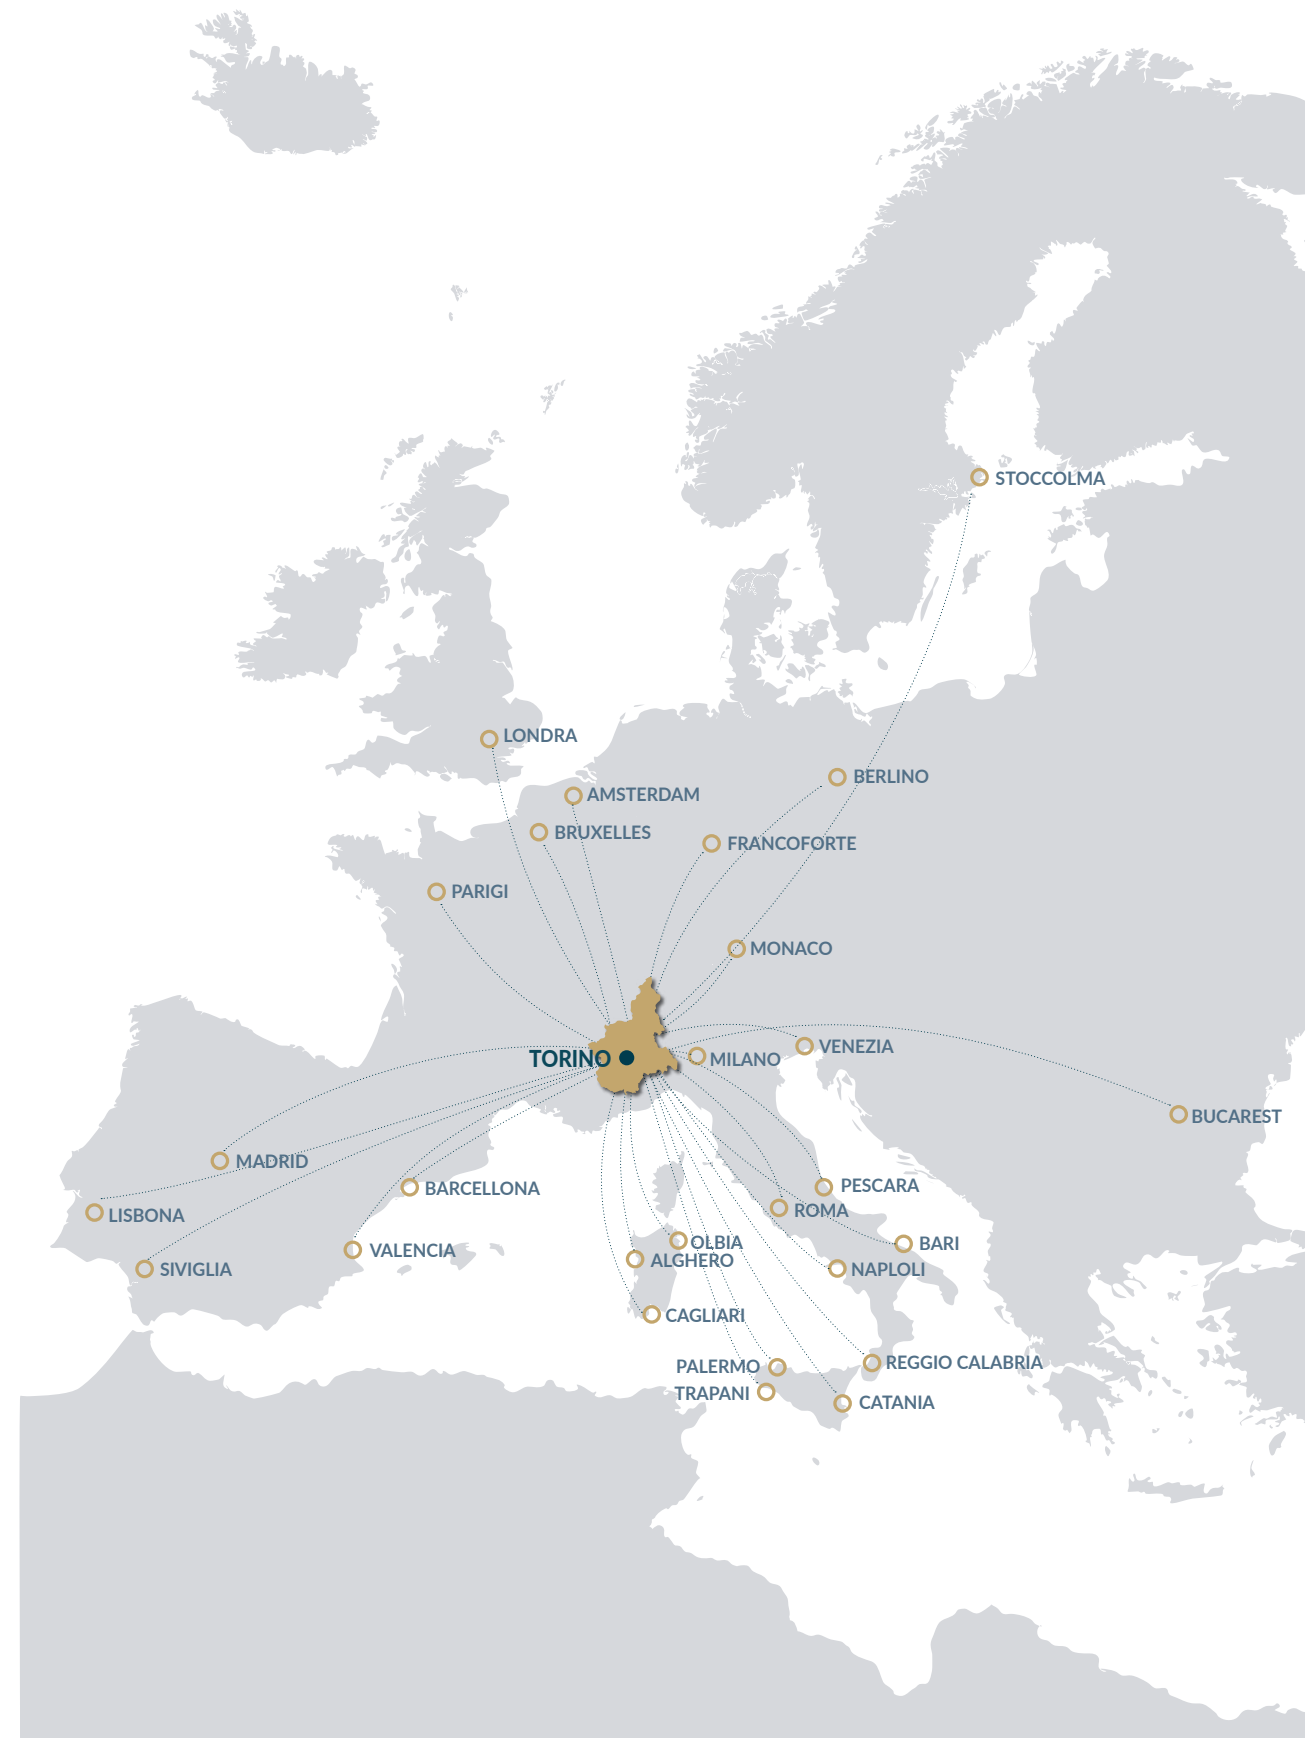 STOCCOLMA
LONDRA
BERLINO
AMSTERDAM
BRUXELLES
FRANCOFORTE
PARIGI
MONACO
VENEZIA
TORINO
MILANO
BUCAREST
MADRID
PESCARA
BARCELLONA
ROMA
LISBONA
OLBIA
BARI
VALENCIA
ALGHERO
SIVIGLIA
NAPLOLI
CAGLIARI
REGGIO CALABRIA
PALERMO
TRAPANI
CATANIA